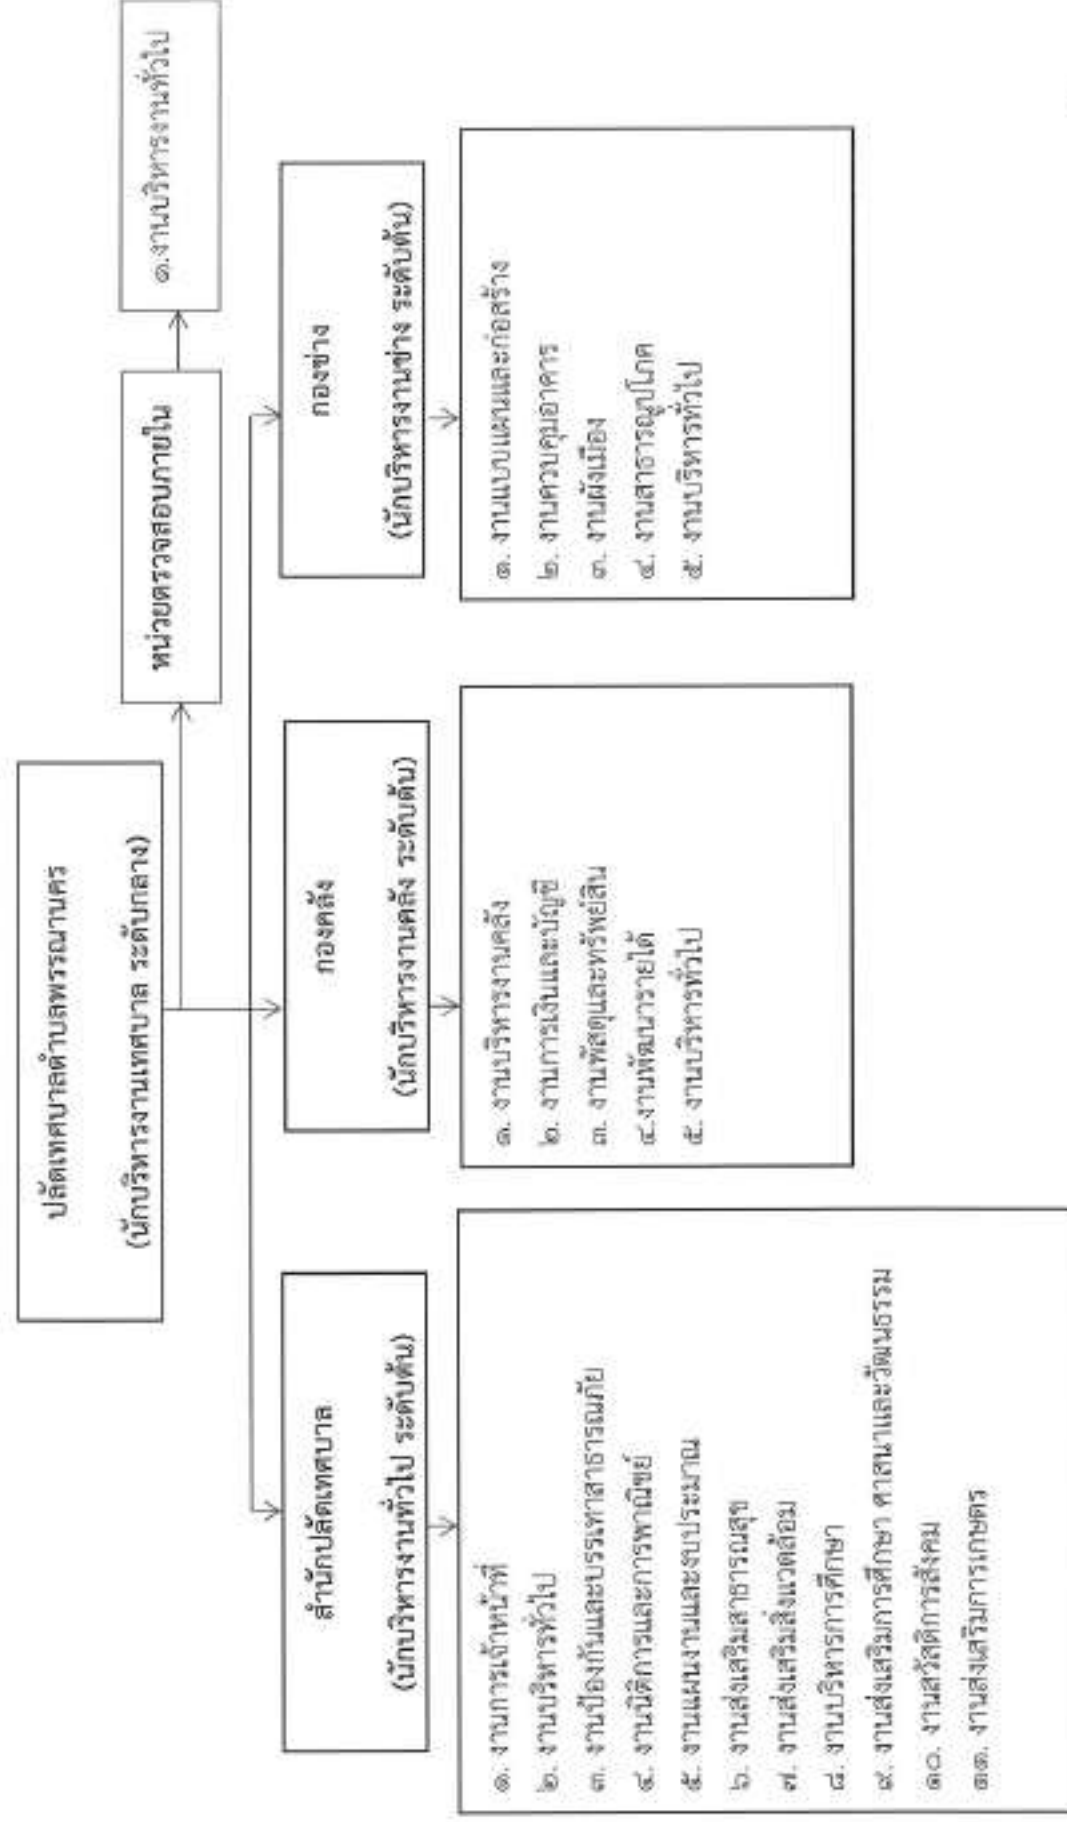 ปลัดเทศบาลตำบลพรรณานคร
(นักบริหารงานเทศบาล ระดับกลาง)
หน่วยตรวจสอบภายใน
๑.งานบริหารงานทั่วไป
สำนักปลัดเทศบาล
(นักบริหารงานทั่วไป ระดับต้น)
กองคลัง
(นักบริหารงานคลัง ระดับต้น)
กองช่าง
(นักบริหารงานช่าง ระดับต้น)
๑. งานการเจ้าหน้าที่
๒. งานบริหารทั่วไป
๓. งานป้องกันและบรรเทาสาธารณภัย
๔. งานนิติการและการพาณิชย์
๕. งานแผนงานและงบประมาณ
๖. งานส่งเสริมสาธารณสุข
๗. งานส่งเสริมสิ่งแวดล้อม
๘. งานบริหารการศึกษา
๙. งานส่งเสริมการศึกษา ศาสนาและวัฒนธรรม
๑๐. งานสวัสดิการสังคม
๑๑. งานส่งเสริมการเกษตร
๑. งานบริหารงานคลัง
๒. งานการเงินและบัญชี
๓. งานพัสดุและทรัพย์สิน
๔.งานพัฒนารายได้
๕. งานบริหารทั่วไป
๑. งานแบบแผนและก่อสร้าง
๒. งานควบคุมอาคาร
๓. งานผังเมือง
๔. งานสาธารณูปโภค
๕. งานบริหารทั่วไป